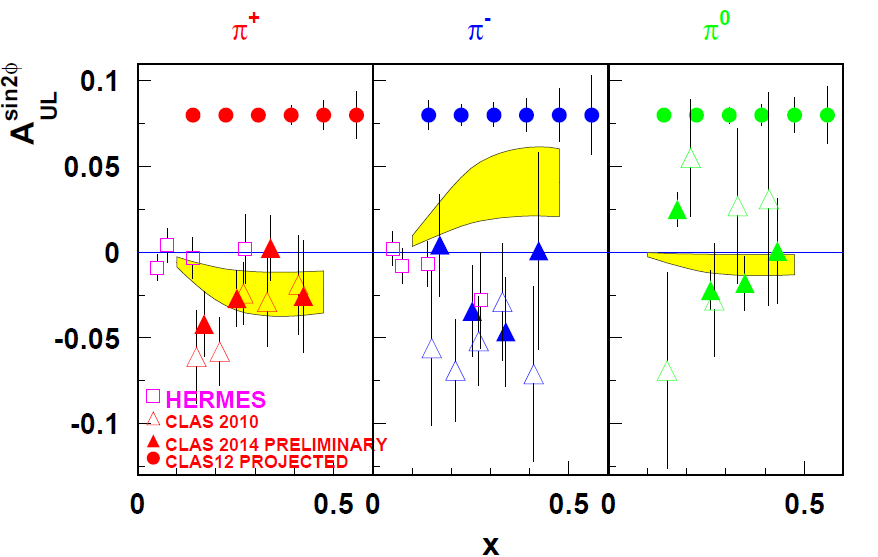 π+ π- π0
A UL sin2ϕ
0.1
0.05
0
-0.05
-0.1
HERMES
CLAS 2010
CLAS 2014 PRELIMINARY
CLAS12 PROJECTED
0 0.5 0 0.5 0 0.5
x